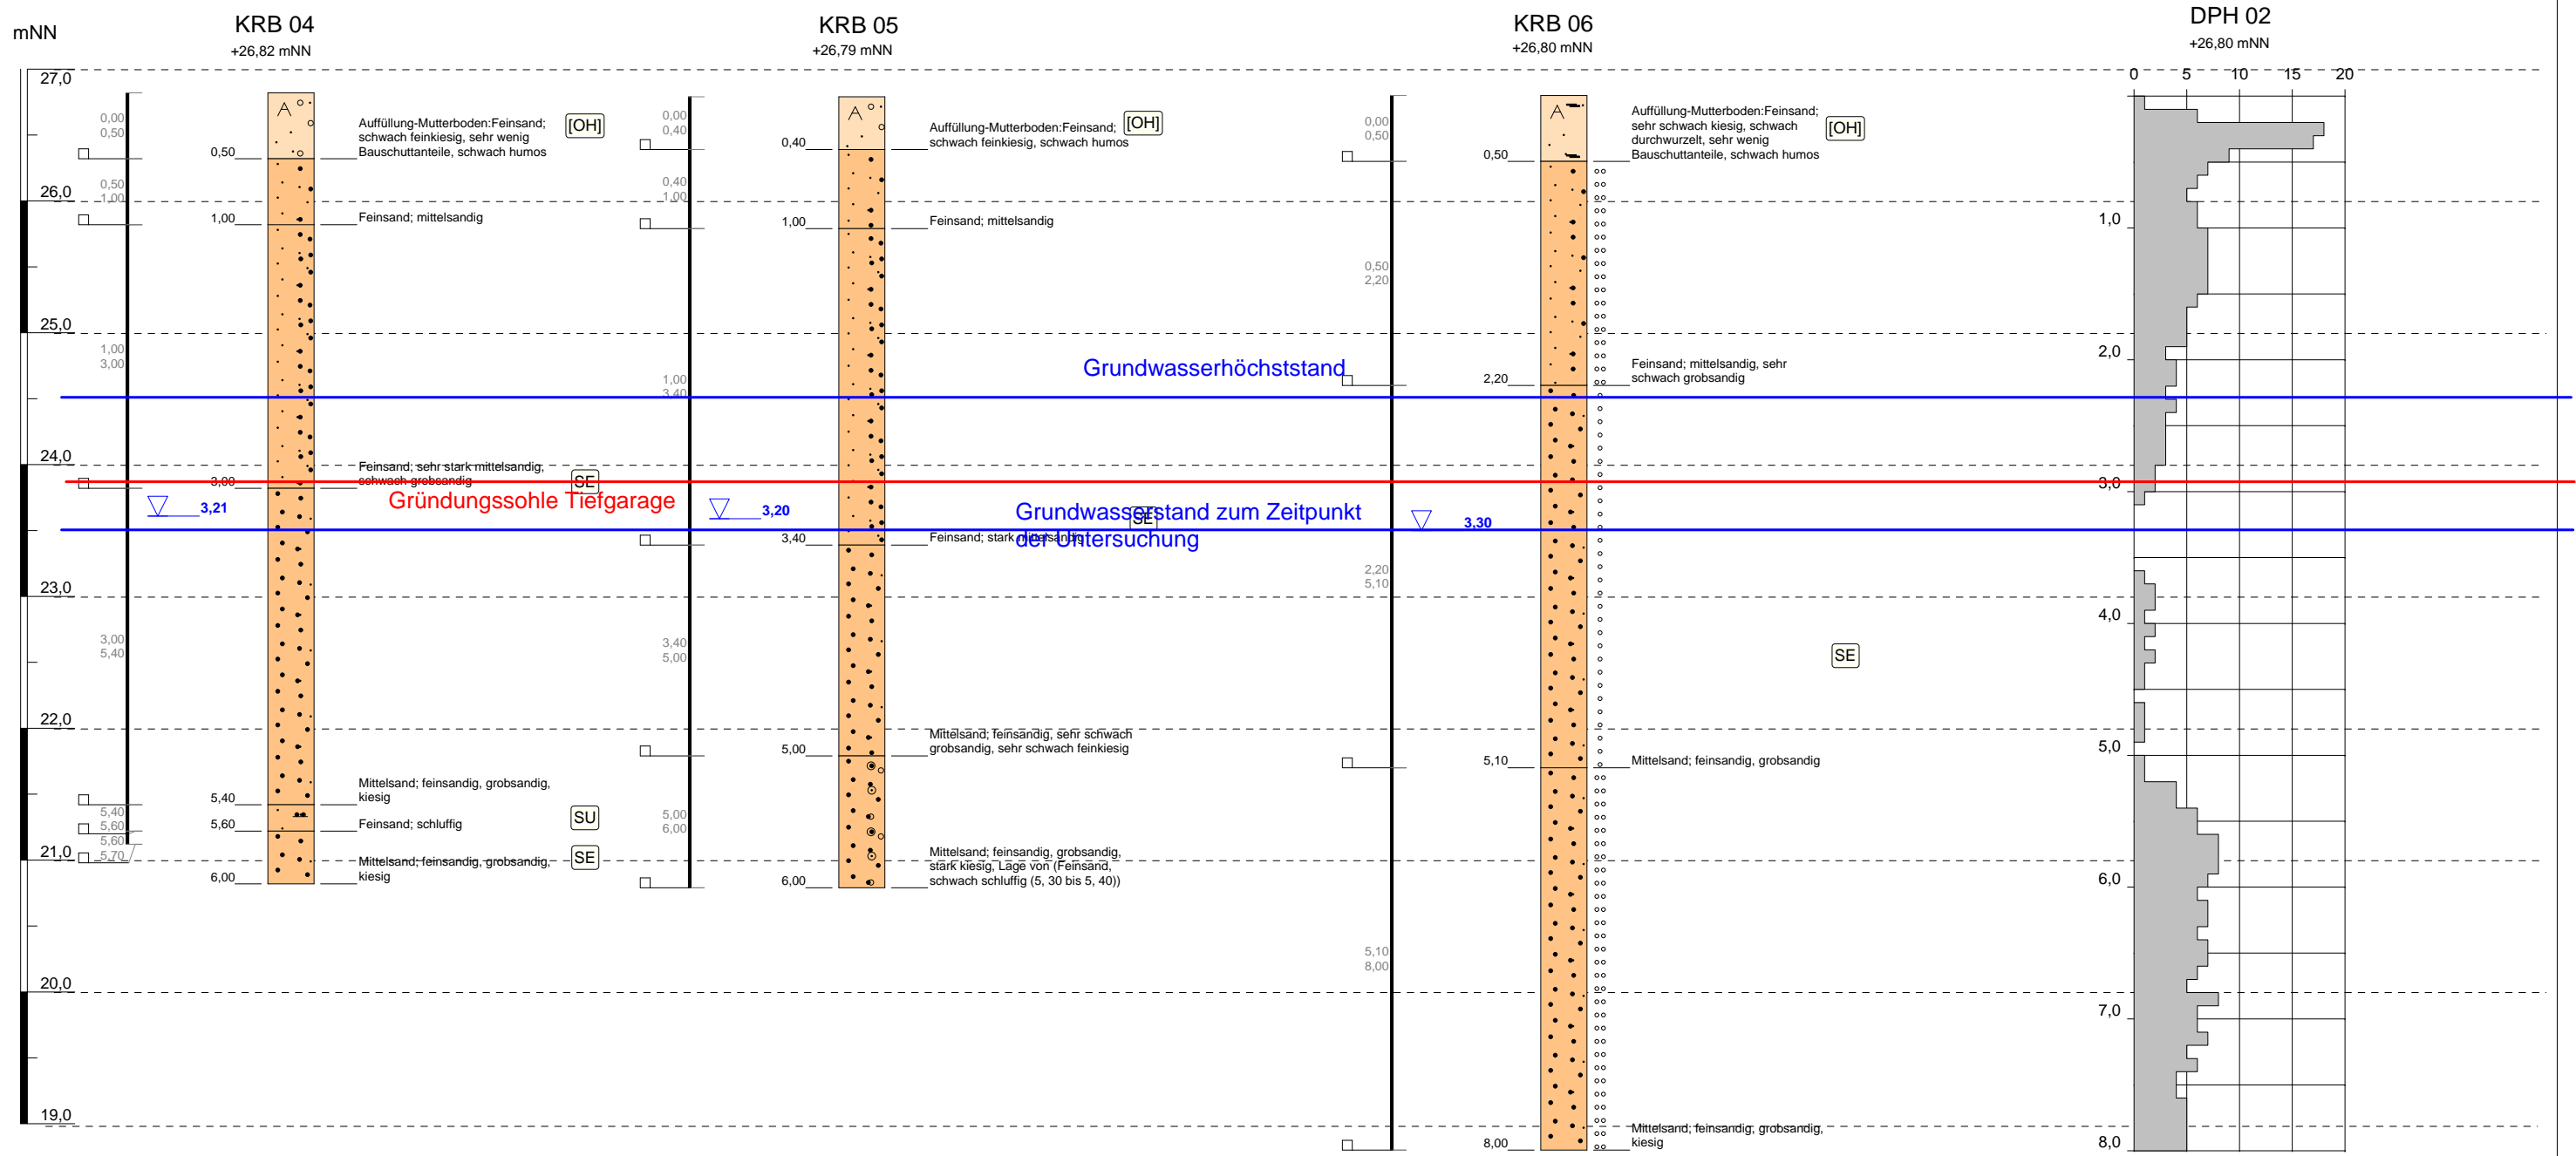 mNN
KRB 04
+26,82 mNN
KRB 05
+26,79 mNN
KRB 06
+26,80 mNN
DPH 02
+26,80 mNN
27,0
26,0
25,0
24,0
23,0
22,0
21,0
20,0
19,0
0,00
0,50
0,50
1,00
1,00
3,00
3,00
5,40
5,40
5,60
5,60
5,70
A
0,50
1,00
3,00
5,40
5,60
6,00
3,21
Auffüllung-Mutterboden:Feinsand;
schwach feinkiesig, sehr wenig
Bauschuttanteile, schwach humos
[OH]
Feinsand; mittelsandig
Feinsand; sehr stark mittelsandig,
schwach grobsandig
SE
Gründungssohle Tiefgarage
Mittelsand; feinsandig, grobsandig,
kiesig
Feinsand; schluffig
SU
Mittelsand; feinsandig, grobsandig,
kiesig
SE
0,00
0,40
0,40
1,00
1,00
3,40
3,40
5,00
5,00
6,00
A
0,40
1,00
3,40
5,00
6,00
3,20
Auffüllung-Mutterboden:Feinsand;
schwach feinkiesig, schwach humos
[OH]
Feinsand; mittelsandig
Grundwasserhöchststand
Grundwasserstand zum Zeitpunkt
der Untersuchung
SE
Feinsand; stark mittelsandig
Mittelsand; feinsandig, sehr schwach
grobsandig, sehr schwach feinkiesig
Mittelsand; feinsandig, grobsandig,
stark kiesig, Lage von (Feinsand,
schwach schluffig (5, 30 bis 5, 40))
0,00
0,50
0,50
2,20
2,20
5,10
5,10
8,00
A
0,50
2,20
5,10
8,00
3,30
Auffüllung-Mutterboden:Feinsand;
sehr schwach kiesig, schwach
durchwurzelt, sehr wenig
Bauschuttanteile, schwach humos
[OH]
Feinsand; mittelsandig, sehr
schwach grobsandig
SE
Mittelsand; feinsandig, grobsandig
Mittelsand; feinsandig, grobsandig,
kiesig
0 5 10 15 20
1,0
2,0
3,0
4,0
5,0
6,0
7,0
8,0